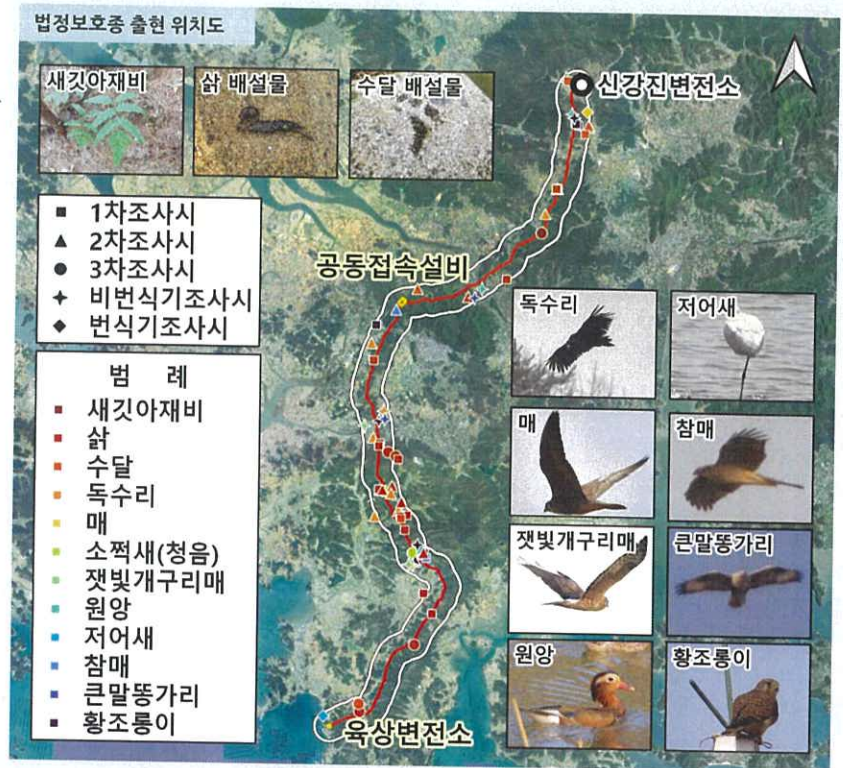 법정보호종 출현 위치도
새깃아재비
삵 배설물
수달 배설물
신강진변전소
1차조사시
2차조사시
3차조사시
비번식기조사시
번식기조사시
공동접속설비
범 례
새깃아재비
삵
수달
독수리
매
소쩍새(청음)
잿빛개구리매
원앙
저어새
참매
큰말똥가리
황조롱이
독수리
저어새
매
참매
잿빛개구리매
큰말똥가리
원앙
황조롱이
육상변전소